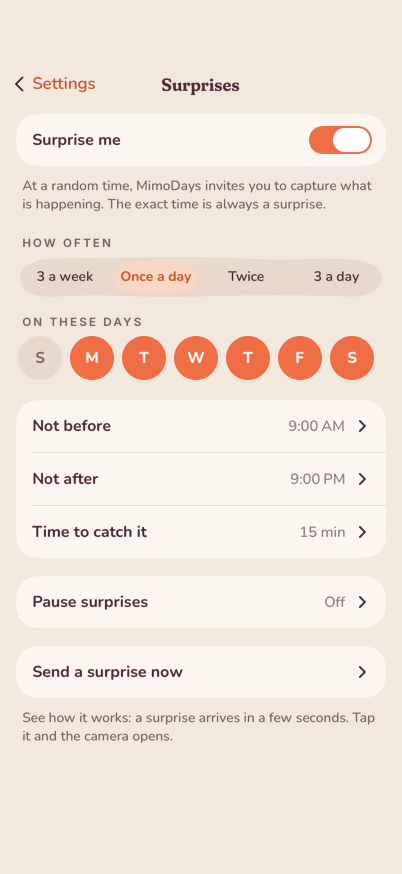 Settings
Surprises
Surprise me
At a random time, MimoDays invites you to capture what
is happening. The exact time is always a surprise.
HOW OFTEN
3 a week Once a day Twice 3 a day
ON THESE DAYS
S M T W T F S
Not before 9:00 AM
Not after 9:00 PM
Time to catch it 15 min
Pause surprises Off
Send a surprise now
See how it works: a surprise arrives in a few seconds. Tap
it and the camera opens.